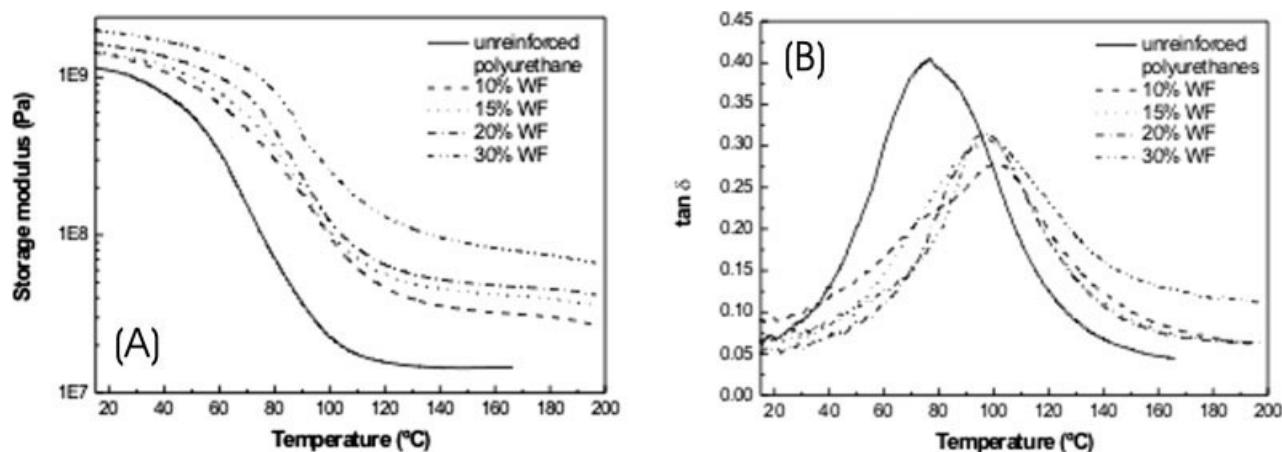 1E9
1E8
1E7
Storage modulus (Pa)
unreinforced
polyurethane
10% WF
15% WF
20% WF
30% WF
(A)
20 40 60 80 100 120 140 160 180 200
Temperature (ºC)
0.45
0.40
0.35
0.30
0.25
0.20
0.15
0.10
0.05
0.00
tan δ
(B)
unreinforced
polyurethanes
10% WF
15% WF
20% WF
30% WF
20 40 60 80 100 120 140 160 180 200
Temperature (ºC)